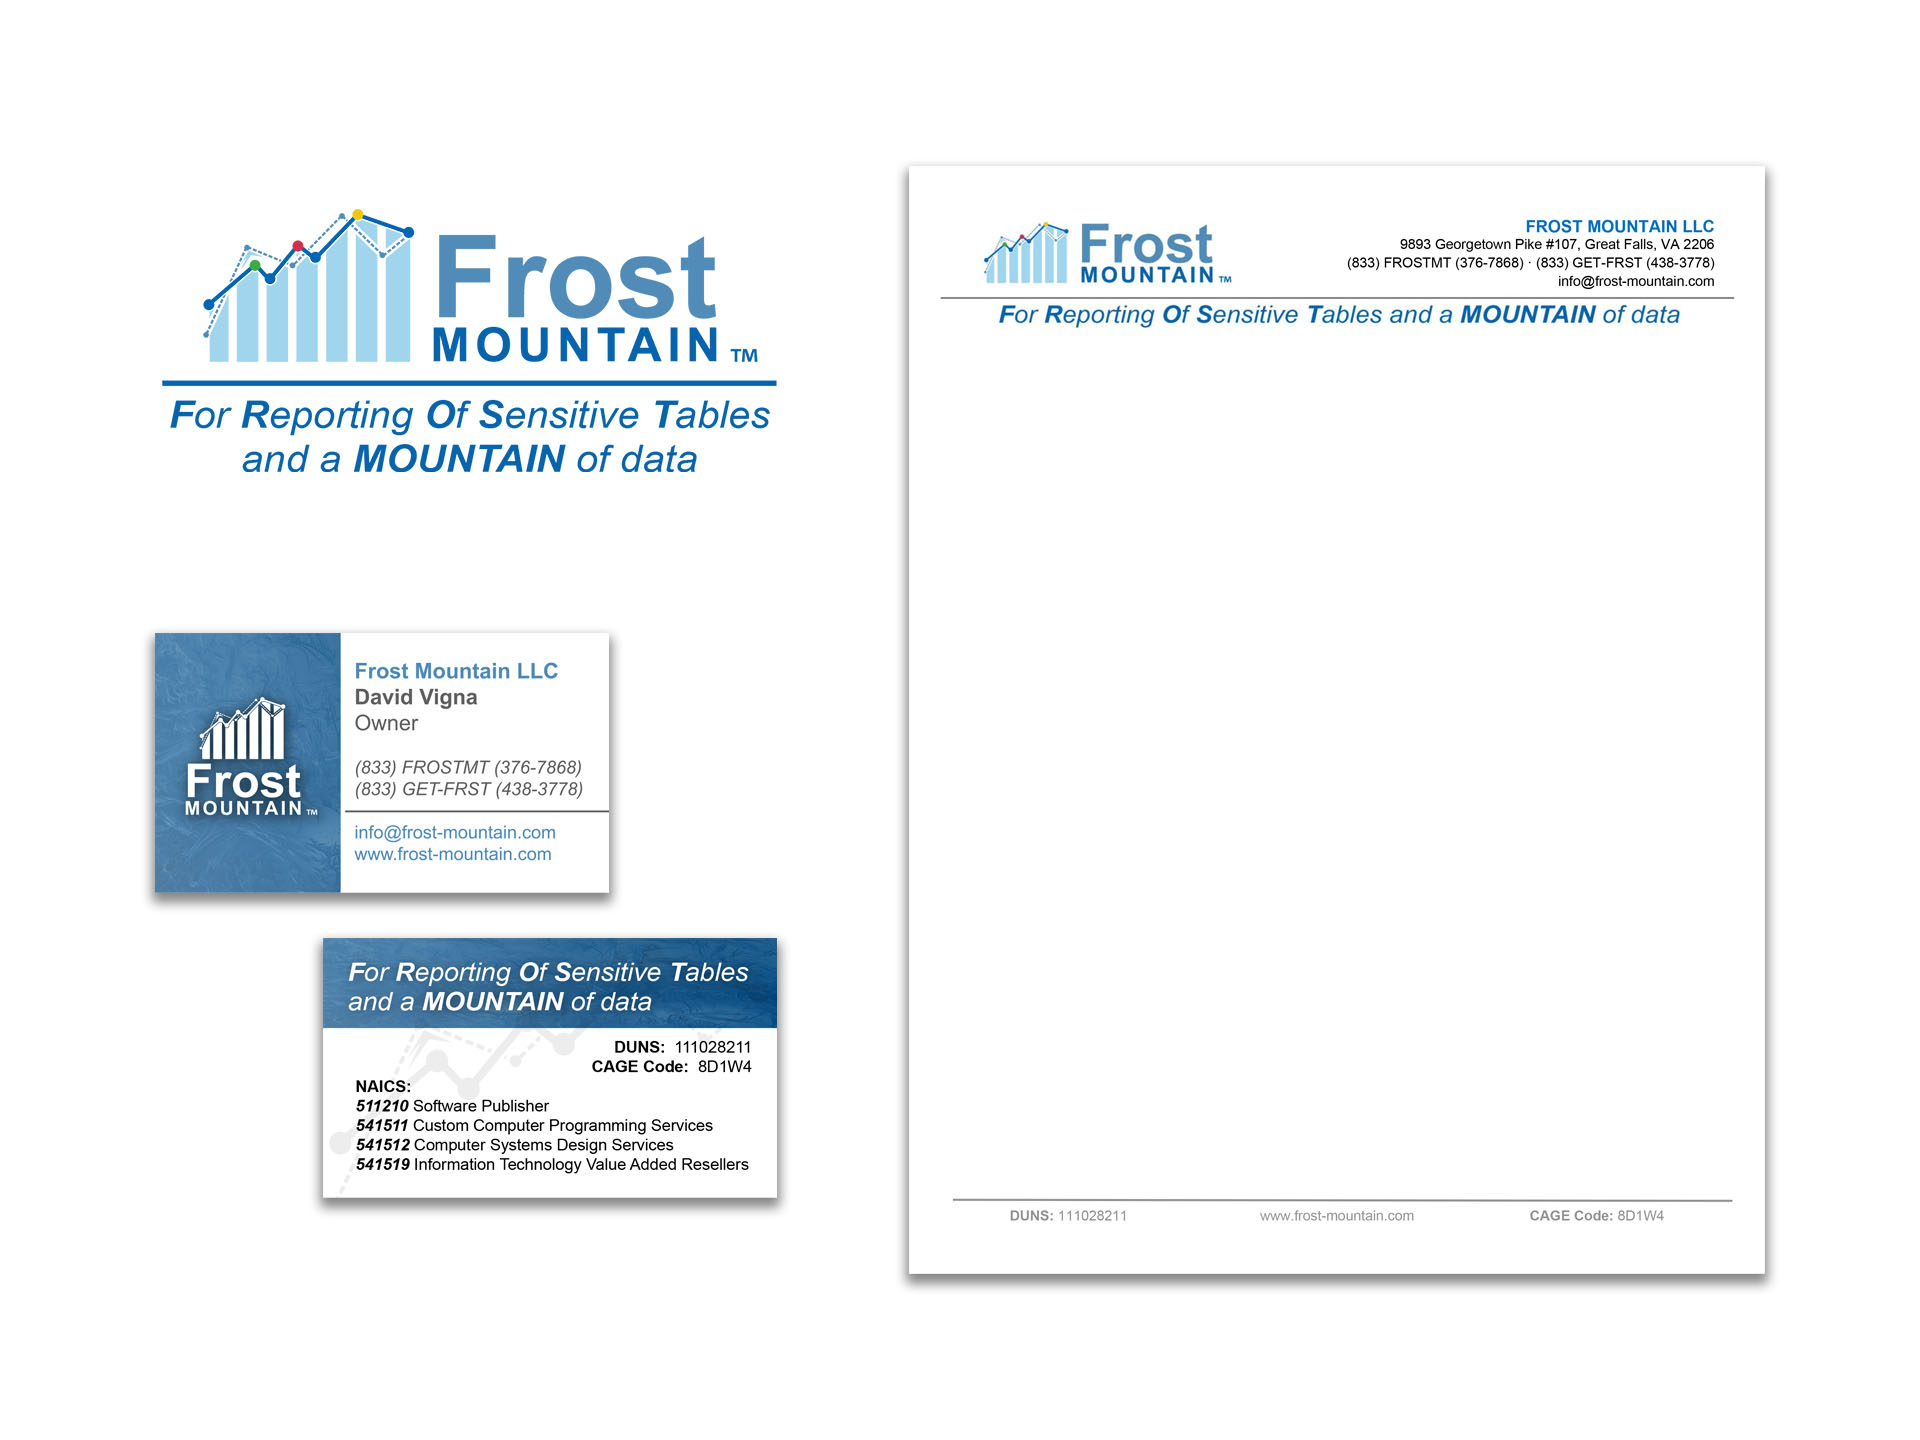 Frost
MOUNTAIN TM
For Reporting Of Sensitive Tables
and a MOUNTAIN of data
Frost
MOUNTAIN TM
Frost Mountain LLC
David Vigna
Owner
(833) FROSTMT (376-7868)
(833) GET-FRST (438-3778)
info@frost-mountain.com
www.frost-mountain.com
For Reporting Of Sensitive Tables
and a MOUNTAIN of data
DUNS: 111028211
CAGE Code: 8D1W4
NAICS:
511210 Software Publisher
541511 Custom Computer Programming Services
541512 Computer Systems Design Services
541519 Information Technology Value Added Resellers
Frost
MOUNTAIN TM
FROST MOUNTAIN LLC
9893 Georgetown Pike #107, Great Falls, VA 2206
(833) FROSTMT (376-7868) · (833) GET-FRST (438-3778)
info@frost-mountain.com
For Reporting Of Sensitive Tables and a MOUNTAIN of data
DUNS: 111028211 www.frost-mountain.com CAGE Code: 8D1W4